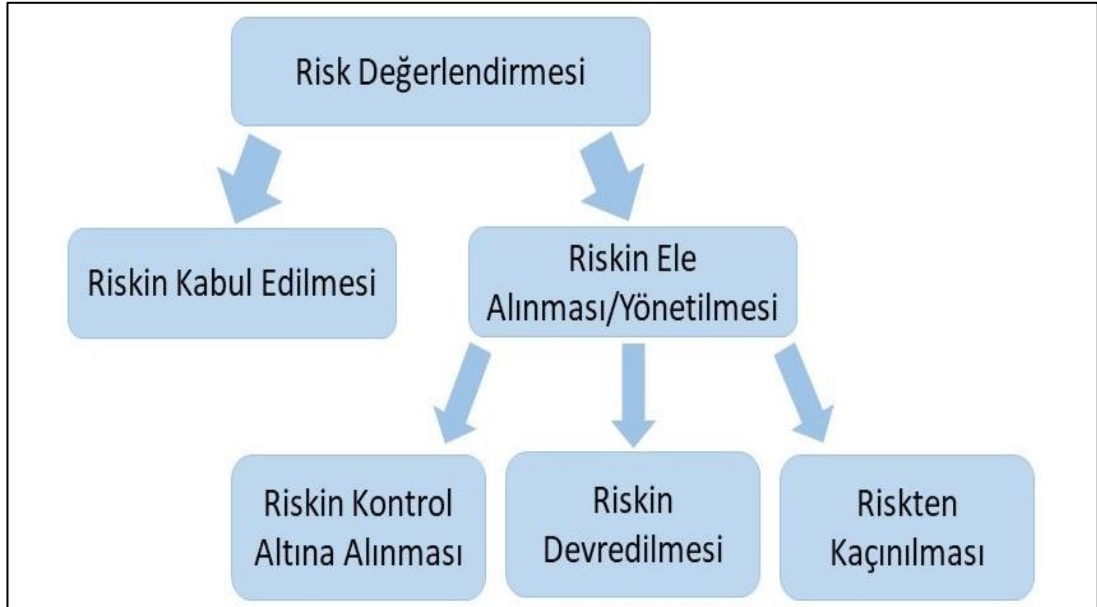 Risk Değerlendirmesi
Riskin Kabul Edilmesi
Riskin Ele
Alınması/Yönetilmesi
Riskin Kontrol
Altına Alınması
Riskin
Devredilmesi
Riskten
Kaçınılması